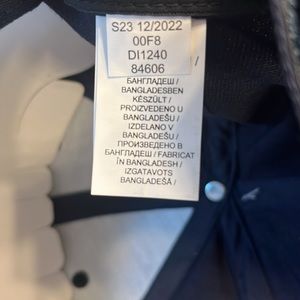 S23 12/2022
00F8
DI1240
84606
/
БАНГЛАДЕШ /
BANGLADESBEN
KÉSZÜLT /
PROIZVEDENO U
BANGLADEŠU /
IZDELANO V
BANGLADEŠU /
ПРОИЗВЕДЕНО В
БАНГЛАДЕШ / FABRICAT
ÎN BANGLADESH /
IZGATAVOTS
BANGLADEŠĀ /